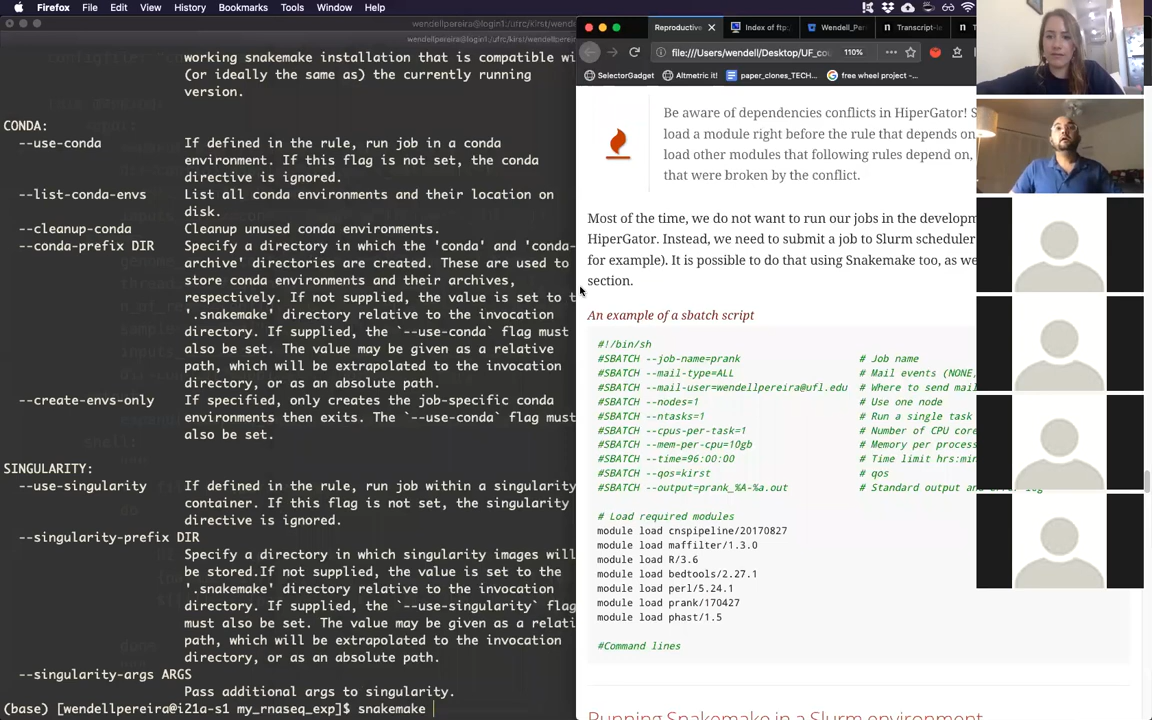 Firefox File Edit View History Bookmarks Tools Window Help
wendellpereira@login1:/ufrc/kirst/wendellpe
wendellpereira@login1:/ufrc/kirst/wendellpe
working snakemake installation that is compatible wi
(or ideally the same as) the currently running
version.
CONDA:
--use-conda If defined in the rule, run job in a conda
environment. If this flag is not set, the conda
directive is ignored.
--list-conda-envs List all conda environments and their location on
disk.
--cleanup-conda Cleanup unused conda environments.
--conda-prefix DIR Specify a directory in which the 'conda' and 'conda-
archive' directories are created. These are used to
store conda environments and their archives,
respectively. If not supplied, the value is set to t
'.snakemake' directory relative to the invocation
directory. If supplied, the `--use-conda` flag must
also be set. The value may be given as a relative
path, which will be extrapolated to the invocation
directory, or as an absolute path.
--create-envs-only If specified, only creates the job-specific conda
environments then exits. The `--use-conda` flag must
also be set.
SINGULARITY:
--use-singularity If defined in the rule, run job within a singularity
container. If this flag is not set, the singularity
directive is ignored.
--singularity-prefix DIR
Specify a directory in which singularity images will
be stored.If not supplied, the value is set to the
'.snakemake' directory relative to the invocation
directory. If supplied, the `--use-singularity` flag
must also be set. The value may be given as a relati
path, which will be extrapolated to the invocation
directory, or as an absolute path.
--singularity-args ARGS
Pass additional args to singularity.
(base) [wendellpereira@i21a-s1 my_rnaseq_exp]$ snakemake
Reproductive Index of ftp. Wendell_Pere Transcript-le
file:///Users/wendell/Desktop/UF_co 110%
SelectorGadget Altmetric it! paper_clones_TECH... free wheel project -...
Be aware of dependencies conflicts in HiperGator! S
load a module right before the rule that depends on
load other modules that following rules depend on,
that were broken by the conflict.
Most of the time, we do not want to run our jobs in the developm
HiperGator. Instead, we need to submit a job to Slurm scheduler
for example). It is possible to do that using Snakemake too, as we
section.
An example of a sbatch script
#!/bin/sh
#SBATCH --job-name=prank # Job name
#SBATCH --mail-type=ALL # Mail events (NONE,
#SBATCH --mail-user=wendellpereira@ufl.edu # Where to send mail
#SBATCH --nodes=1 # Use one node
#SBATCH --ntasks=1 # Run a single task
#SBATCH --cpus-per-task=1 # Number of CPU core
#SBATCH --mem-per-cpu=10gb # Memory per process
#SBATCH --time=96:00:00 # Time limit hrs:min
#SBATCH --qos=kirst # qos
#SBATCH --output=prank_%A-%a.out # Standard output an
# Load required modules
module load cnspipeline/20170827
module load maffilter/1.3.0
module load R/3.6
module load bedtools/2.27.1
module load perl/5.24.1
module load prank/170427
module load phast/1.5
#Command lines
Running Snakemake in a Slurm environment